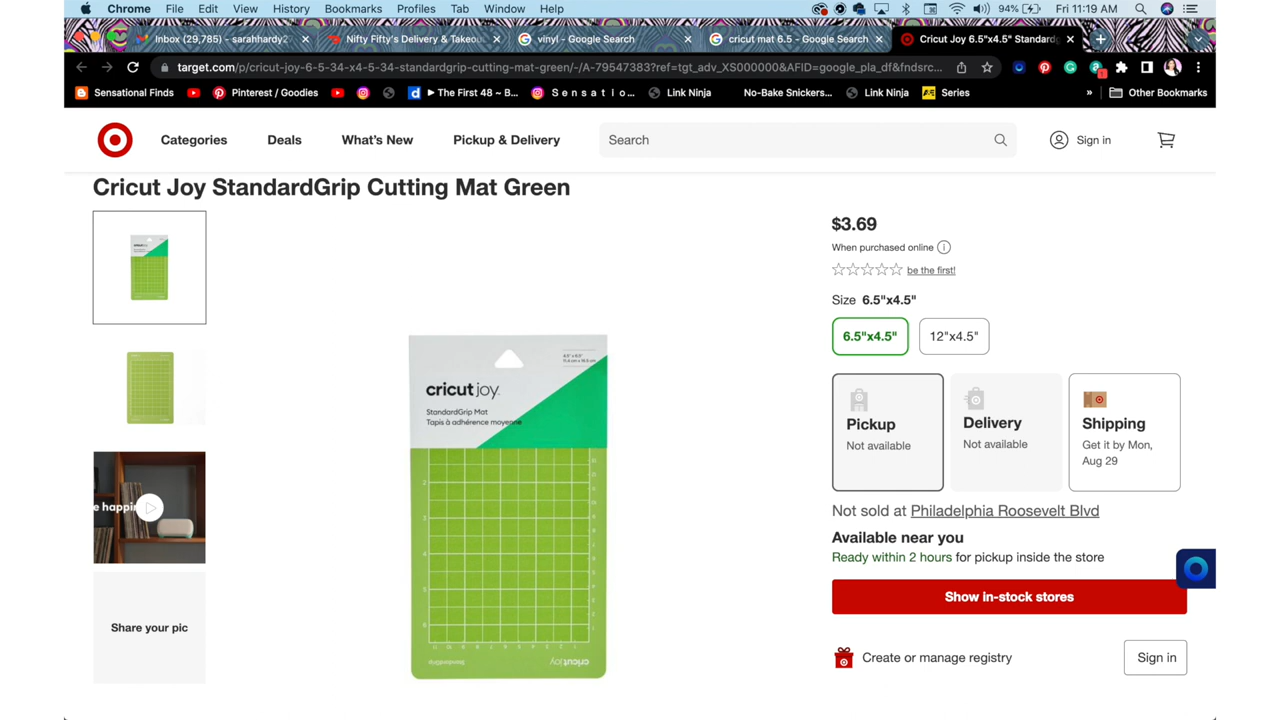 Chrome File Edit View History Bookmarks Profiles Tab Window Help 94% Fri 11:19 AM
Inbox (29,785) - sarahhardy2 Nifty Fifty's Delivery & Takeou vinyl - Google Search cricut mat 6.5 - Google Search Cricut Joy 6.5"x4.5" Standard
target.com/p/cricut-joy-6-5-34-x4-5-34-standardgrip-cutting-mat-green/-/A-79547383?ref=tgt_adv_XS000000&AFID=google_pla_df&fndsrc...
Sensational Finds Pinterest / Goodies ►The First 48 ~ B... S e n s a t i o... Link Ninja No-Bake Snickers... Link Ninja Series » Other Bookmarks
Categories Deals What's New Pickup & Delivery Search Sign in
Cricut Joy StandardGrip Cutting Mat Green
$3.69
When purchased online
be the first!
Size 6.5"x4.5"
6.5"x4.5" 12"x4.5"
cricut joy
StandardGrip Mat
Tapis à adhérence moyenne
StandardGrip
cricut joy
Pickup
Not available
Delivery
Not available
Shipping
Get it by Mon,
Aug 29
Not sold at Philadelphia Roosevelt Blvd
Available near you
Ready within 2 hours for pickup inside the store
Show in-stock stores
Create or manage registry
Sign in
e happi
Share your pic